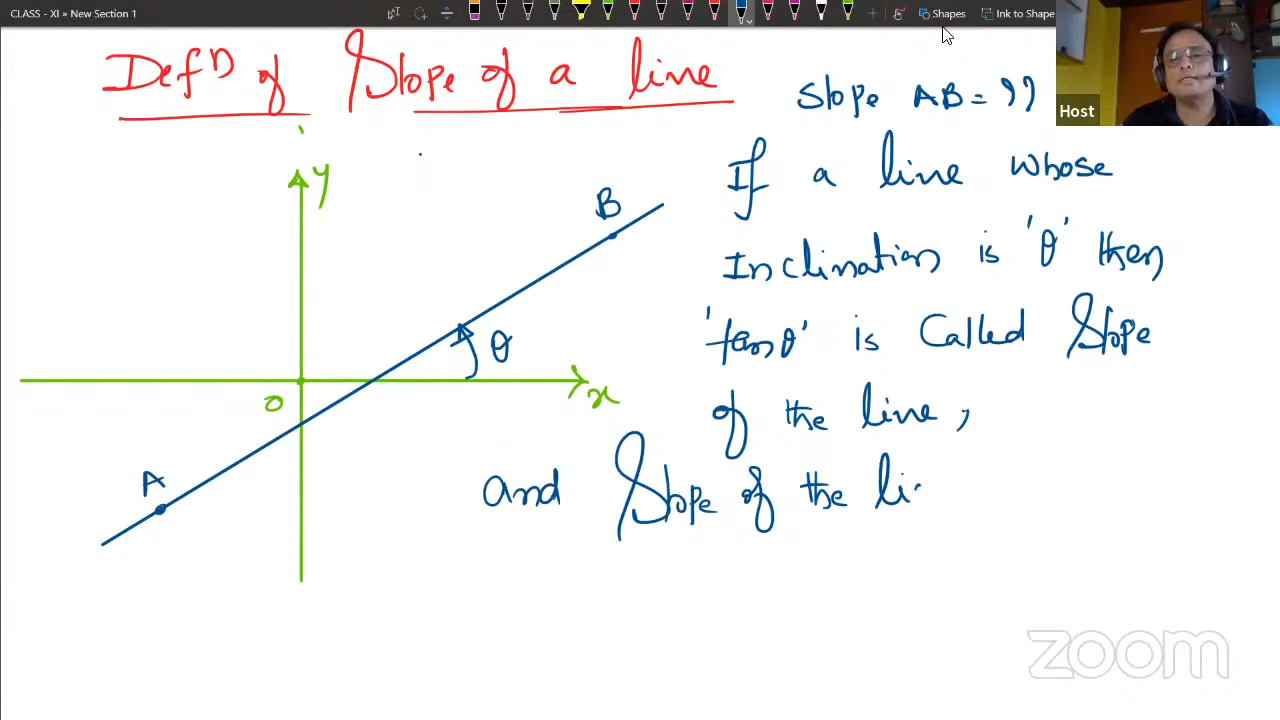 CLASS - XI » New Section 1
Shapes
Ink to Shape
Host
Defn of Slope of a line
Slope AB = ??
If a line whose
Inclination is 'θ' then
'tanθ' is Called Slope
of the line,
and Slope of the li
y
B
θ
O
x
A
zoom